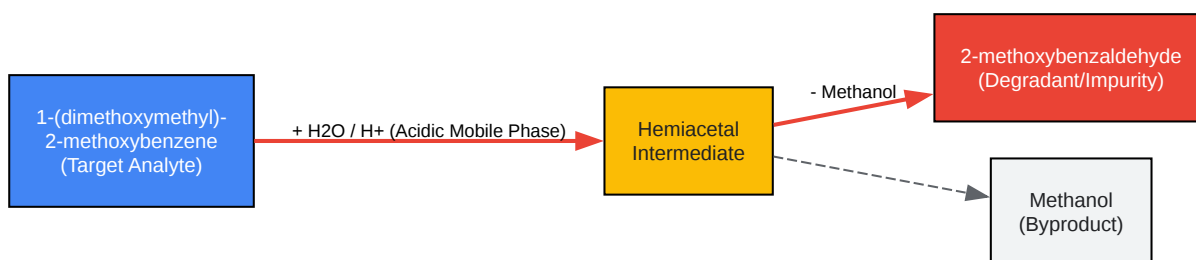 1-(dimethoxymethyl)-
2-methoxybenzene
(Target Analyte)
+ H2O / H+ (Acidic Mobile Phase)
Hemiacetal
Intermediate
- Methanol
2-methoxybenzaldehyde
(Degradant/Impurity)
Methanol
(Byproduct)